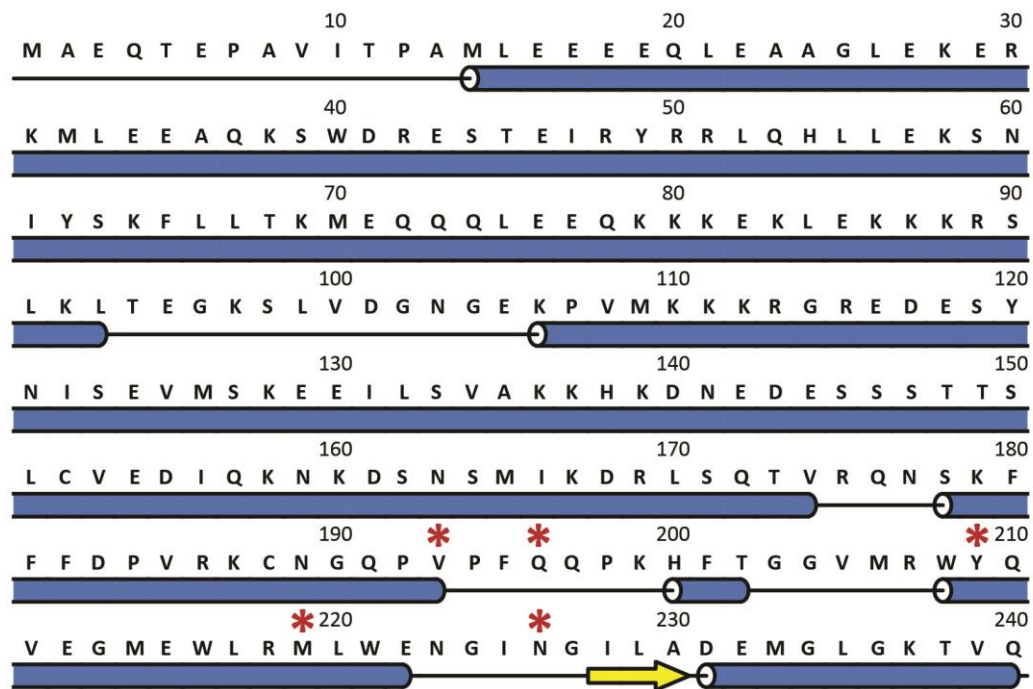 10 20 30
M A E Q T E P A V I T P A M L E E E E Q L E A A G L E K E R
40 50 60
K M L E E A Q K S W D R E S T E I R Y R R L Q H L L E K S N
70 80 90
I Y S K F L L T K M E Q Q Q L E E Q K K K E K L E K K K R S
100 110 120
L K L T E G K S L V D G N G E K P V M K K K R G R E D E S Y
130 140 150
N I S E V M S K E E I L S V A K K H K D N E D E S S S T T S
160 170 180
L C V E D I Q K N K D S N S M I K D R L S Q T V R Q N S K F
190 * * 200 * 210
F F D P V R K C N G Q P V P F Q Q P K H F T G G V M R W Y Q
* 220 * 230 240
V E G M E W L R M L W E N G I N G I L A D E M G L G K T V Q